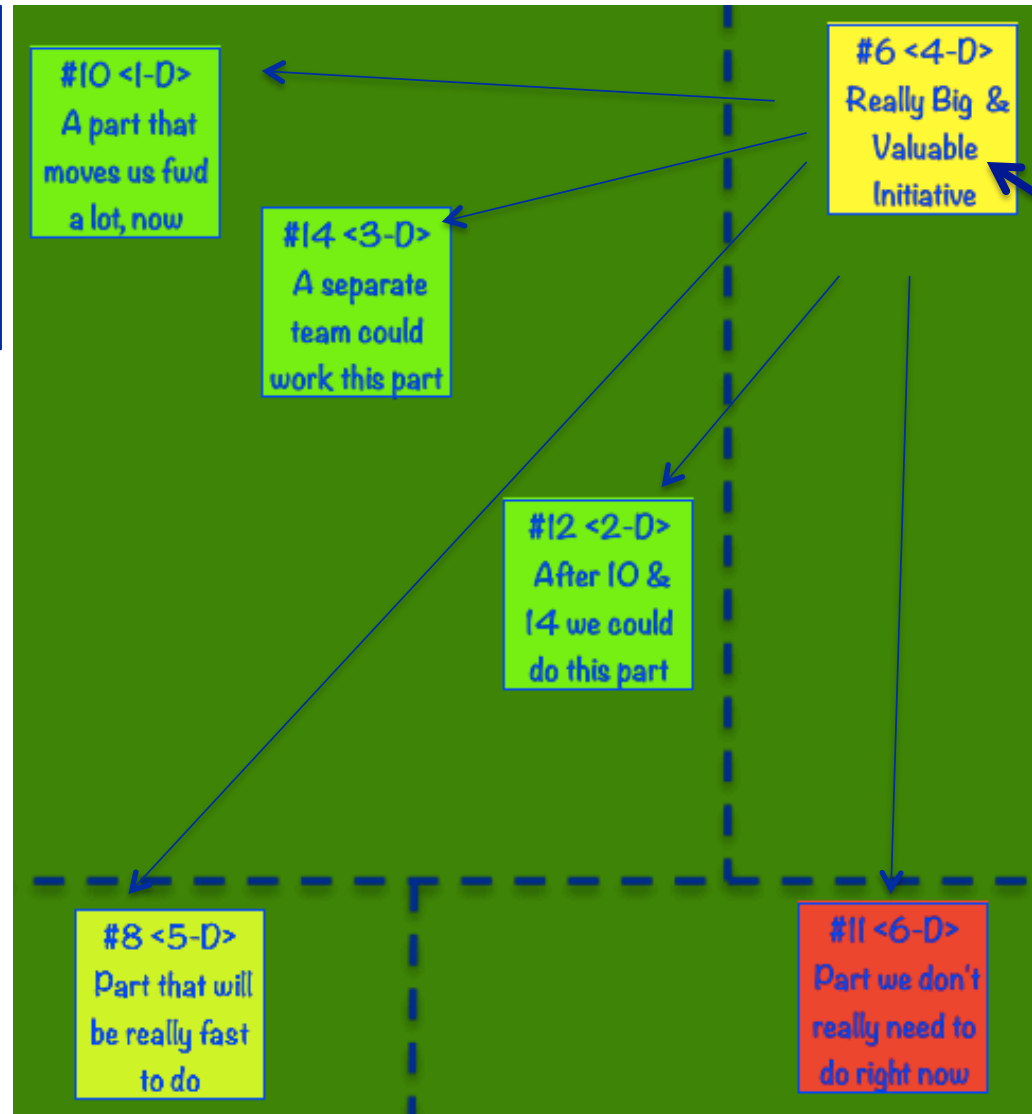 #10 <1-D>
A part that
moves us fwd
a lot, now
#6 <4-D>
Really Big &
Valuable
Initiative
#14 <3-D>
A separate
team could
work this part
#12 <2-D>
After 10 &
14 we could
do this part
#8 <5-D>
Part that will
be really fast
to do
#11 <6-D>
Part we don't
really need to
do right now